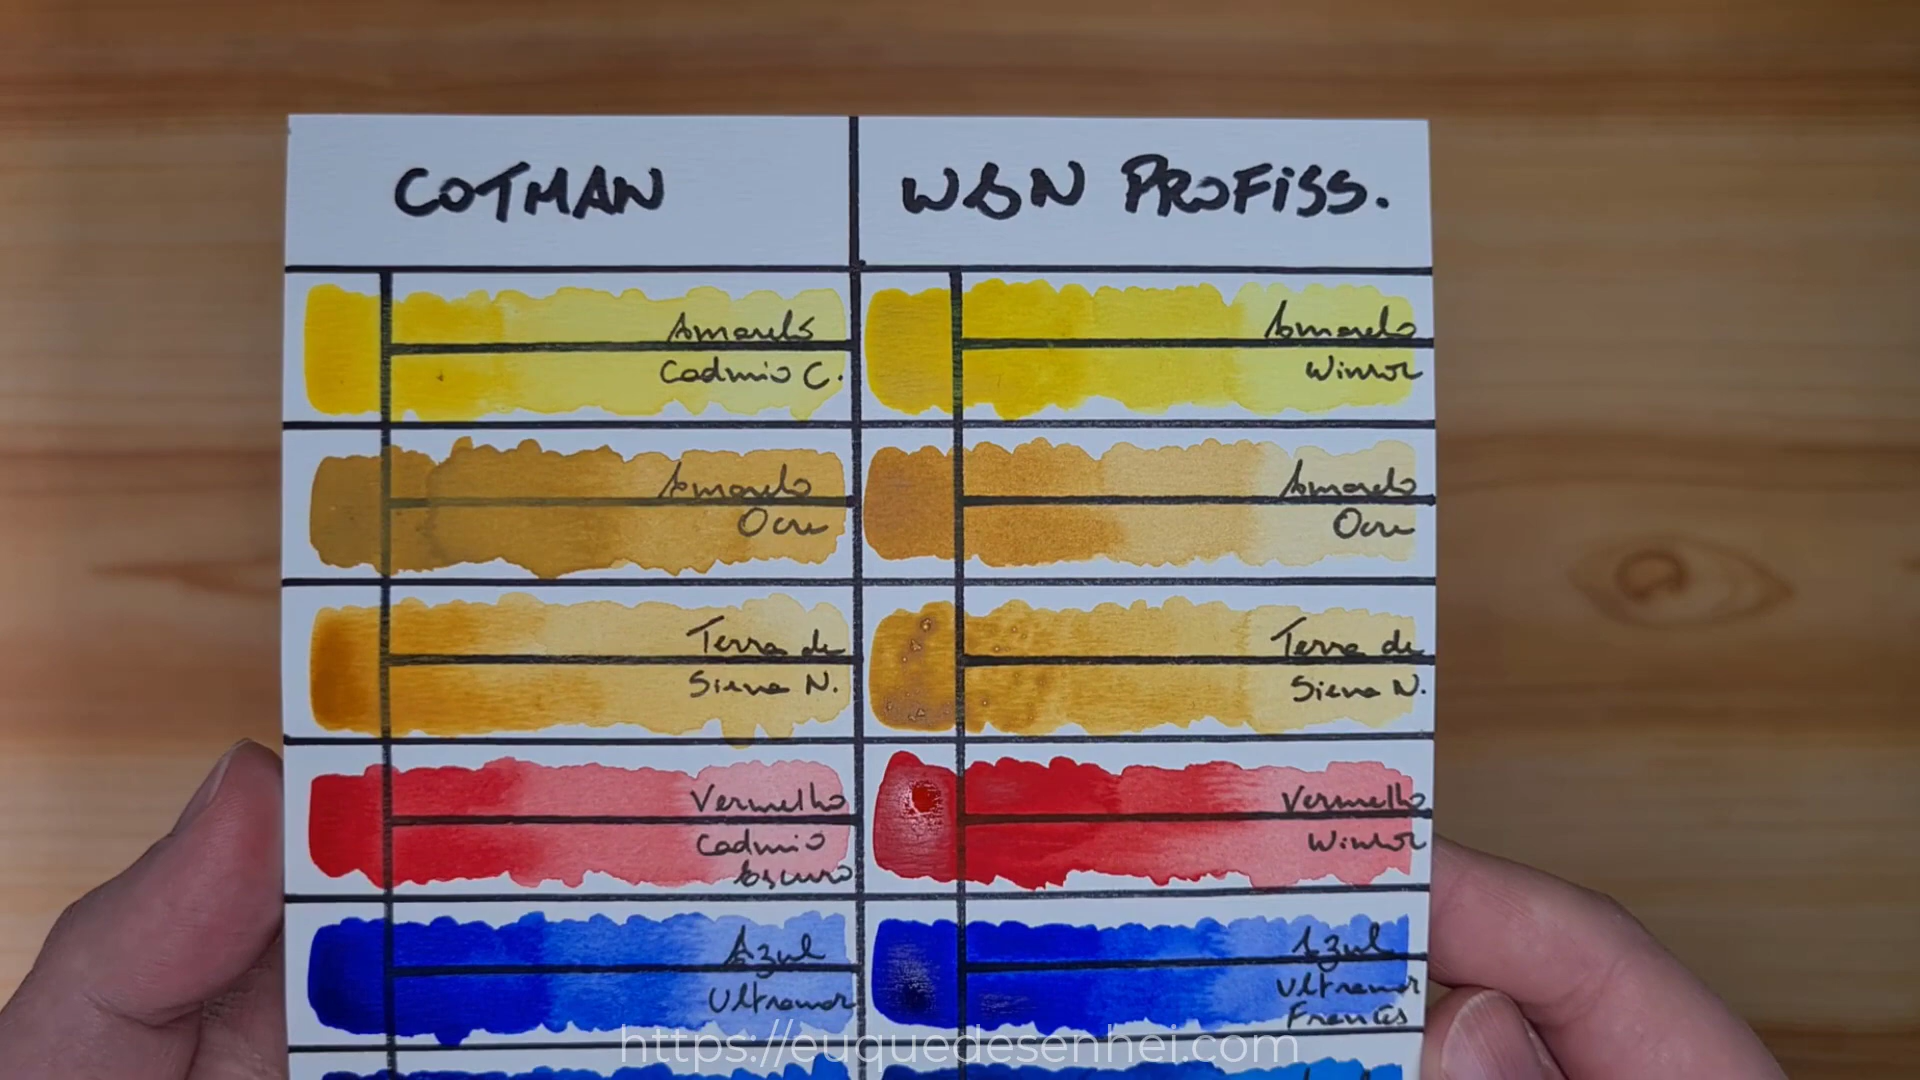 COTMAN
W&N PROFISS.
Amarelo
Cadmio C.
Amarelo
Winsor
Amarelo
Ocre
Amarelo
Ocre
Terra de
Siena N.
Terra de
Siena N.
Vermelho
Cadmio
Escuro
Vermelho
Winsor
Azul
Ultramar
Azul
Ultramar
Francês
https://euquedesenhei.com